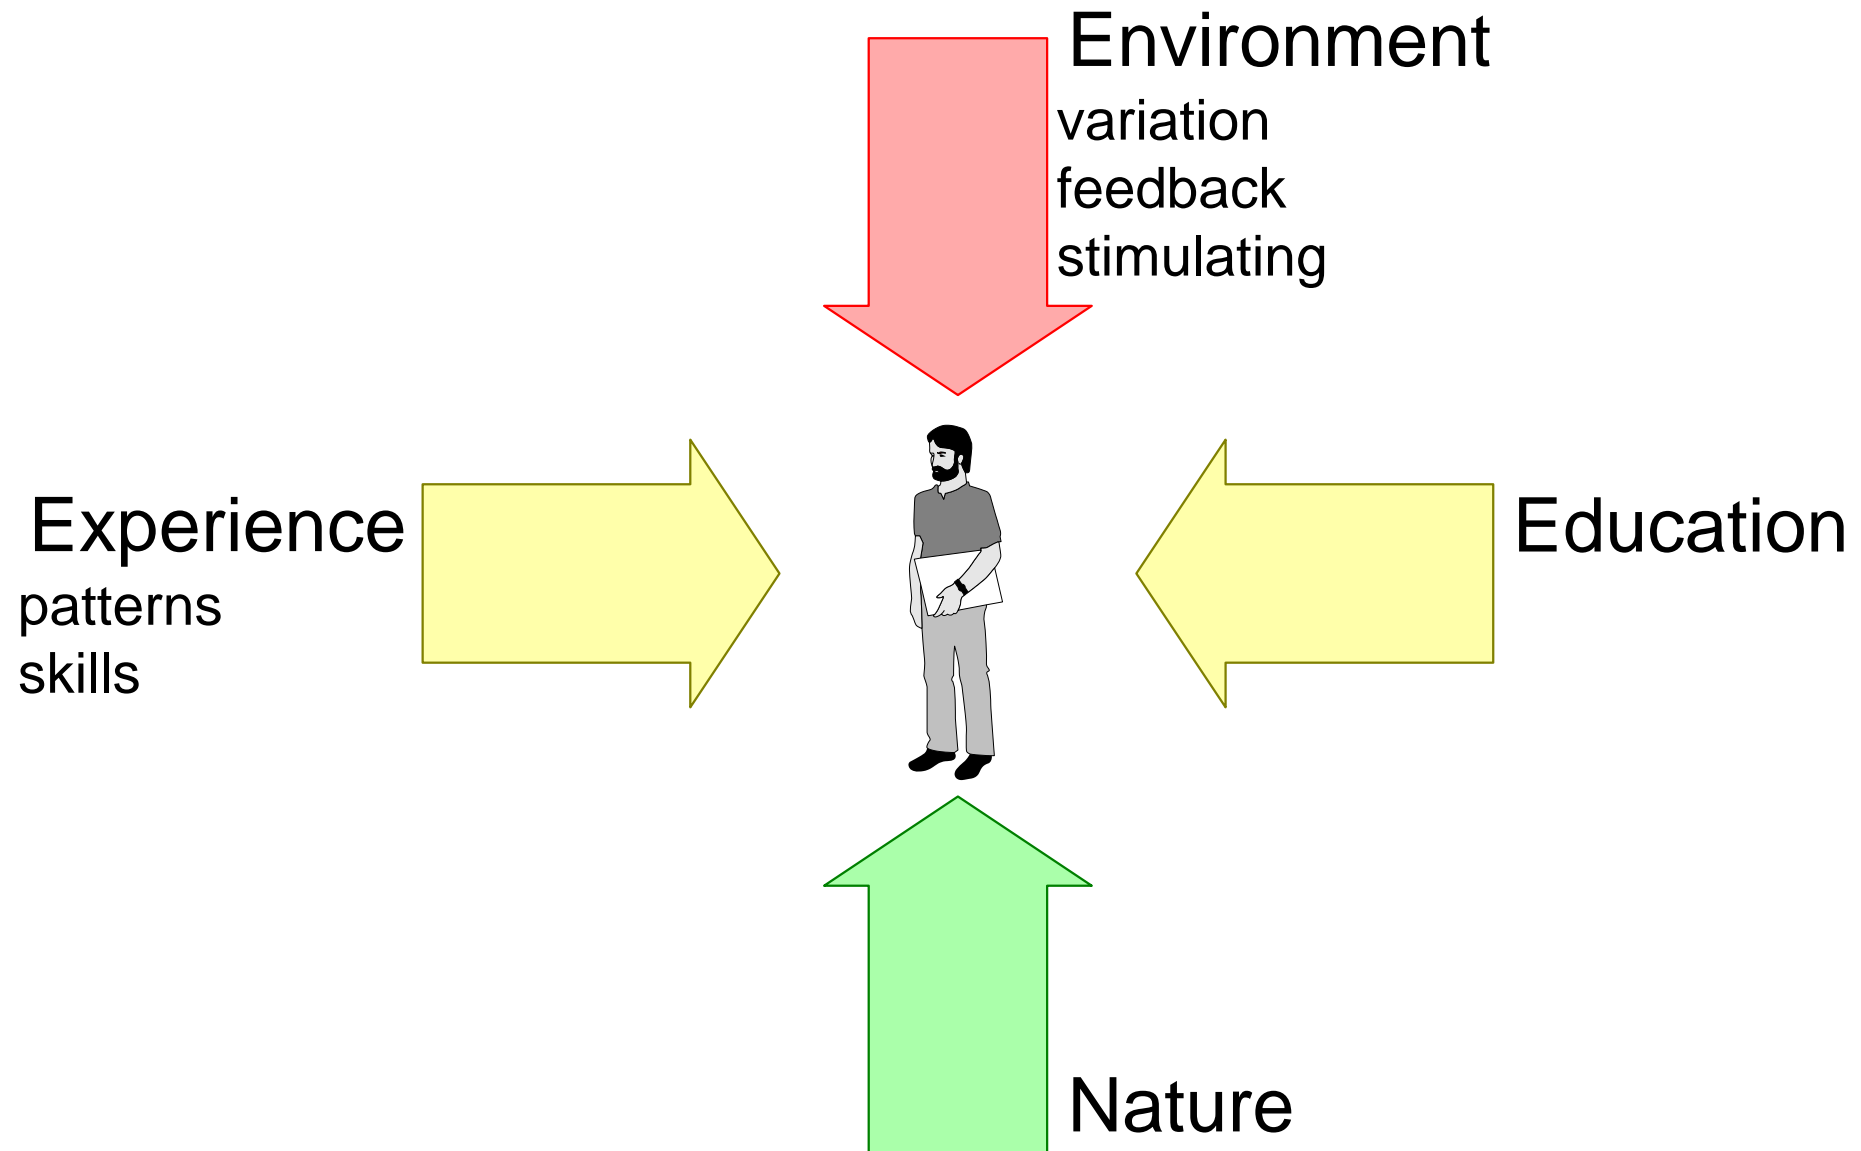 Environment
variation
feedback
stimulating
Experience
patterns
skills
Education
Nature